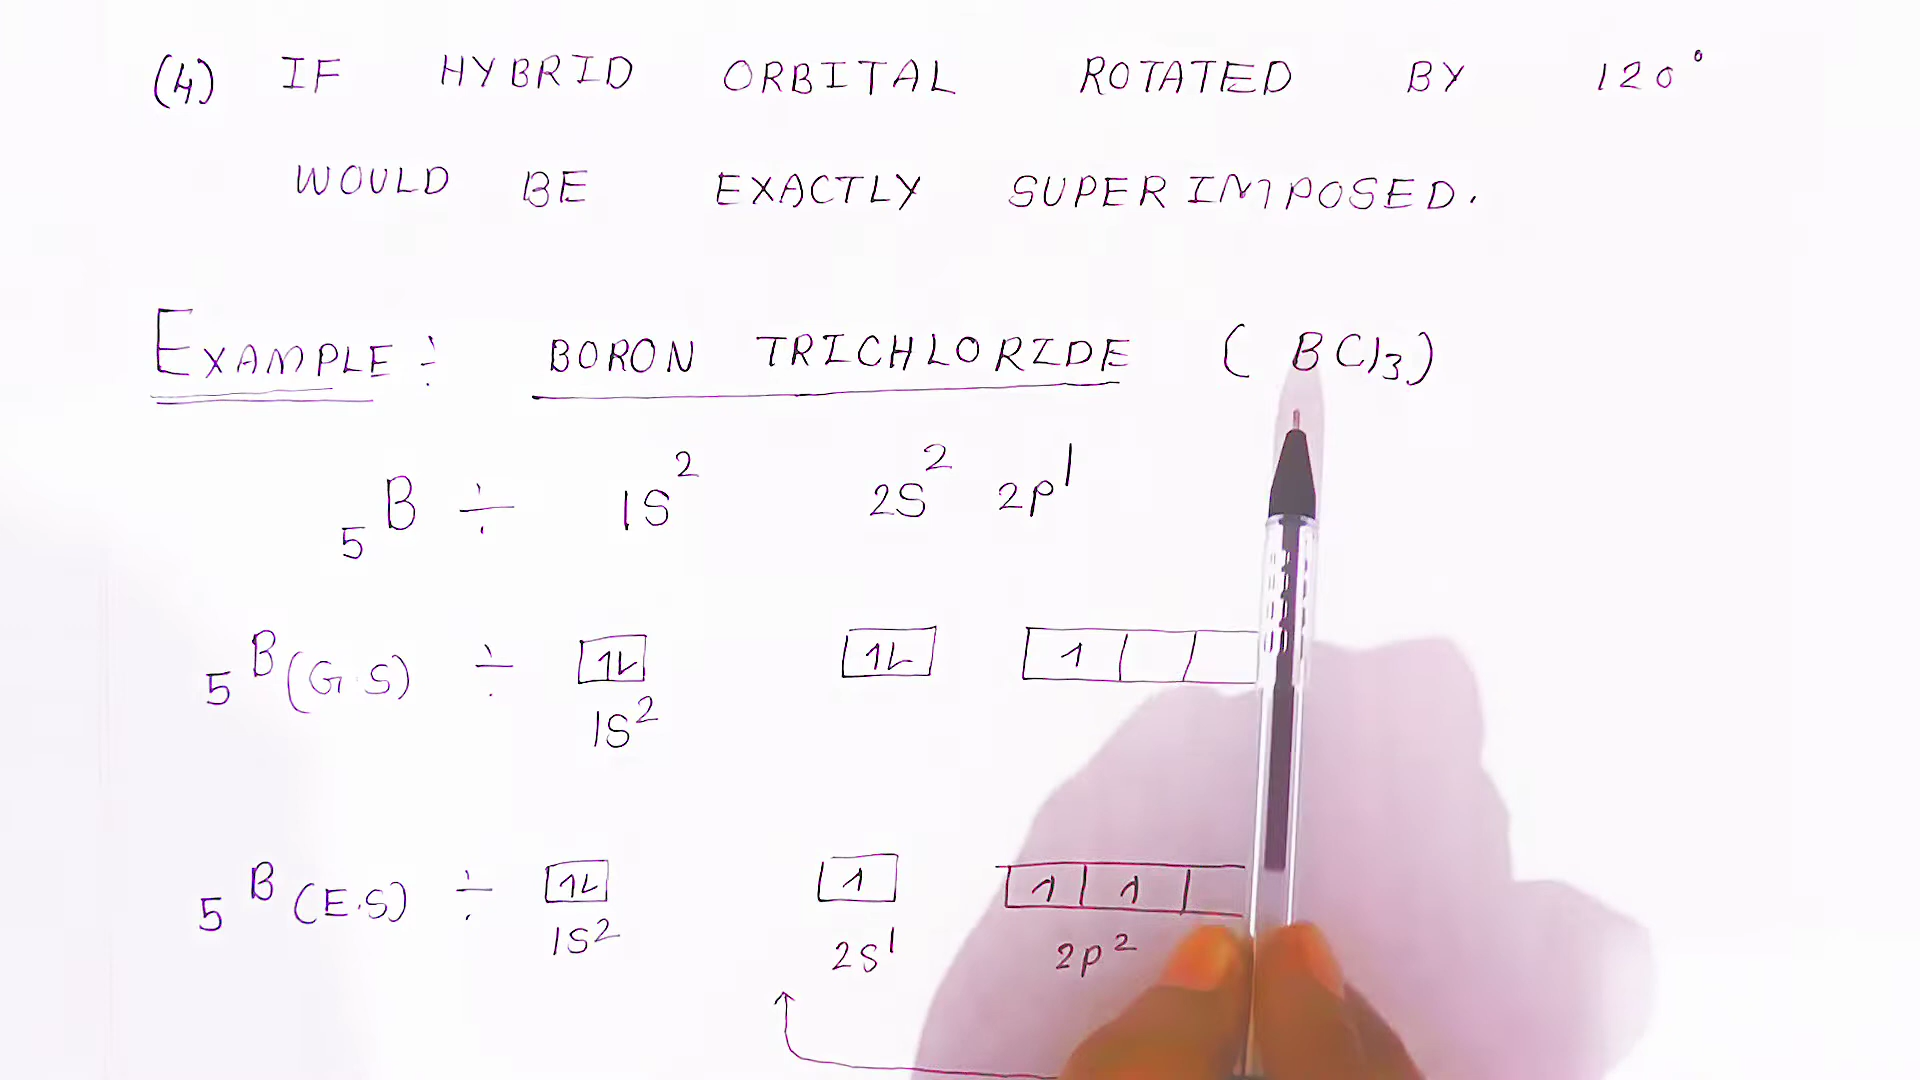 (4) IF HYBRID ORBITAL ROTATED BY 120°
WOULD BE EXACTLY SUPERIMPOSED.
EXAMPLE ÷ BORON TRICHLORIDE ( BCl₃)
₅B ÷ 1S² 2S² 2P¹
₅B(G.S) ÷ 1L 1L 1
1S²
₅B(E.S) ÷ 1L 1 1 1
1S² 2S¹ 2P²